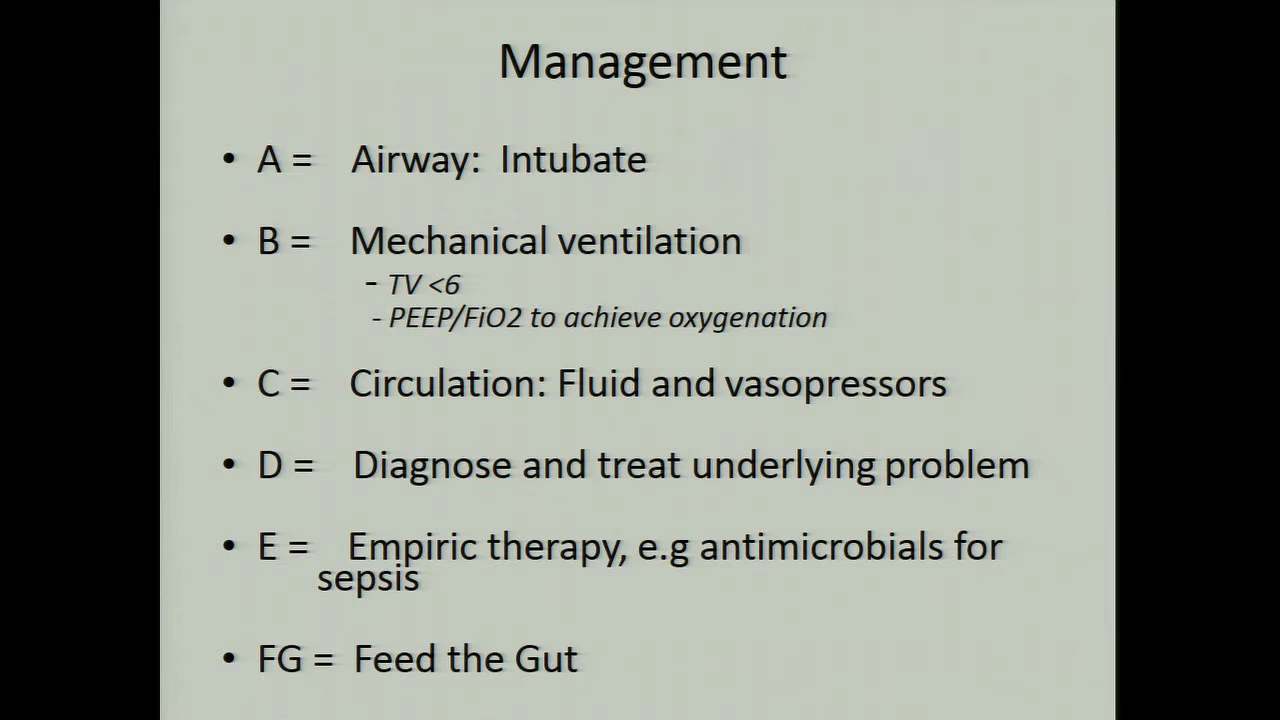 Management
• A = Airway: Intubate
• B = Mechanical ventilation
- TV <6
- PEEP/FiO2 to achieve oxygenation
• C = Circulation: Fluid and vasopressors
• D = Diagnose and treat underlying problem
• E = Empiric therapy, e.g antimicrobials for
sepsis
• FG = Feed the Gut